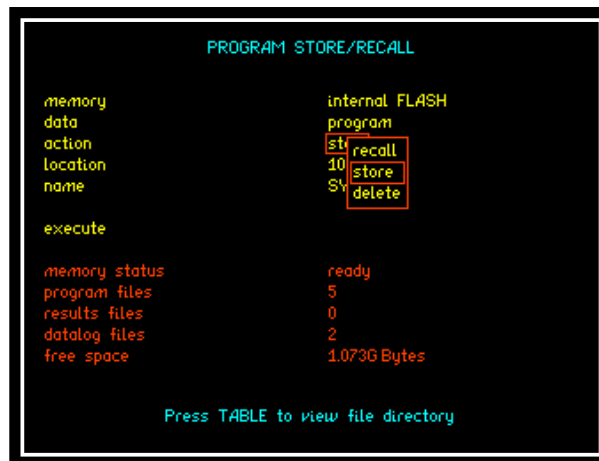 PROGRAM STORE/RECALL
memory internal FLASH
data program
action
recall
location 10
store
name
delete
execute
memory status ready
program files 5
results files 0
datalog files 2
free space 1.073G Bytes
Press TABLE to view file directory